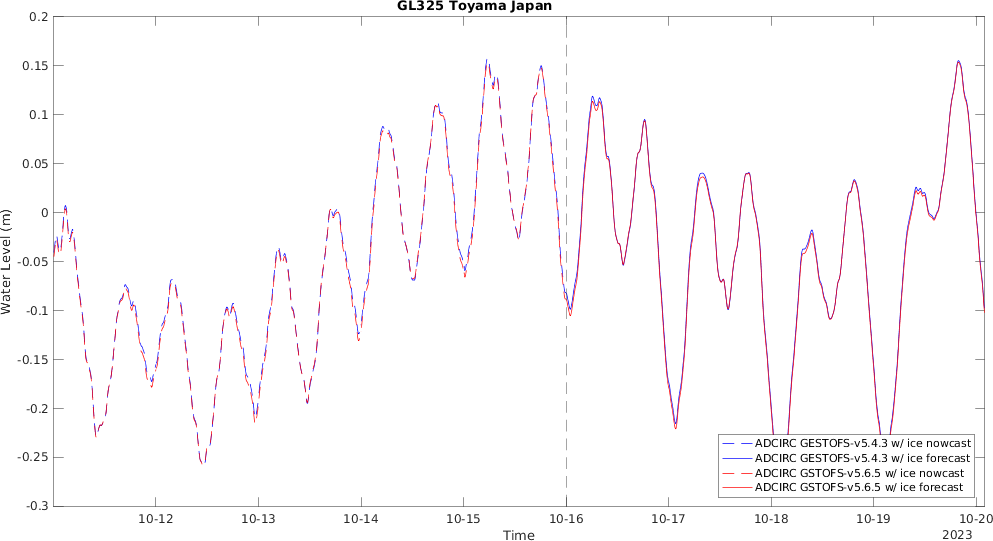 GL325 Toyama Japan
0.2
0.15
0.1
0.05
0
-0.05
-0.1
-0.15
-0.2
-0.25
-0.3
Water Level (m)
ADCIRC GESTOFS-v5.4.3 w/ ice nowcast
ADCIRC GESTOFS-v5.4.3 w/ ice forecast
ADCIRC GSTOFS-v5.6.5 w/ ice nowcast
ADCIRC GSTOFS-v5.6.5 w/ ice forecast
10-12 10-13 10-14 10-15 10-16 10-17 10-18 10-19 10-20
Time
2023